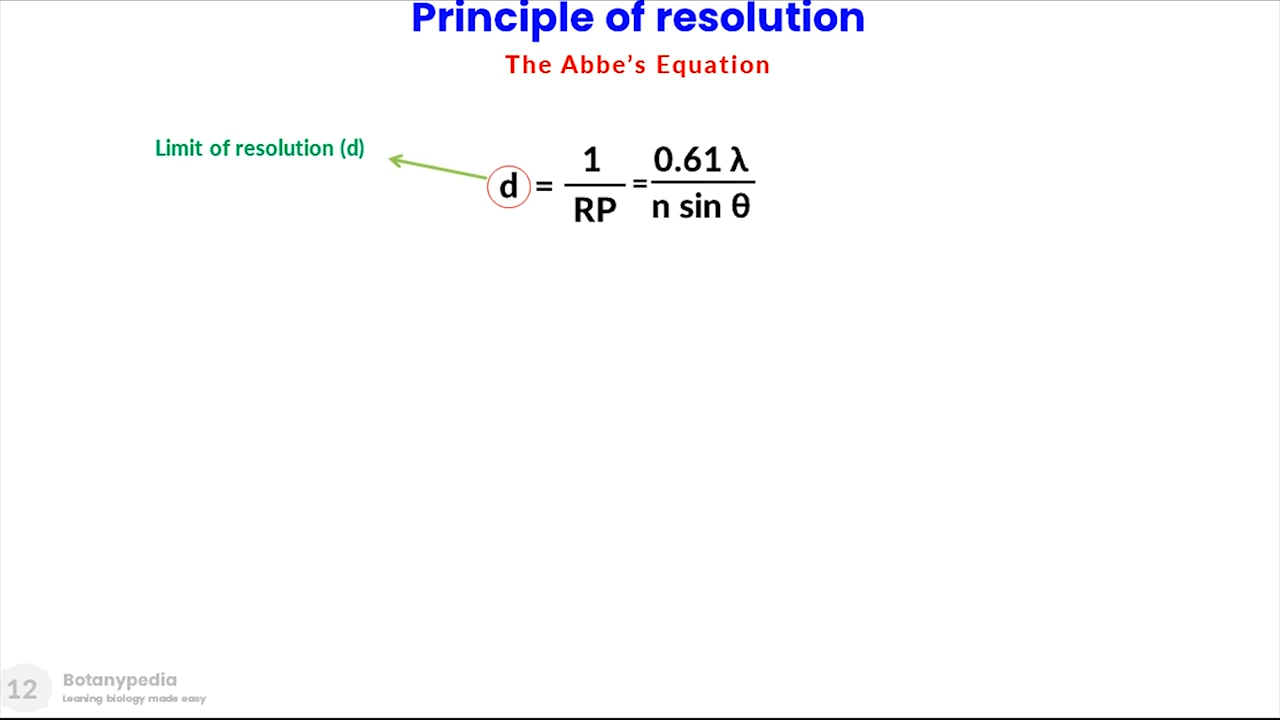 Principle of resolution
The Abbe's Equation
Limit of resolution (d)
d = 1/RP = 0.61 λ/n sin θ
12
Botanypedia
Leaning biology made easy